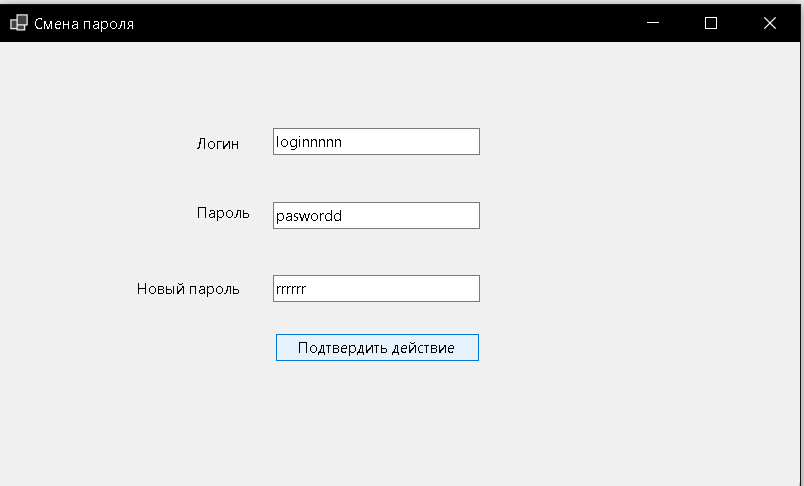 Смена пароля
Логин loginnnnn
Пароль paswordd
Новый пароль rrrrrr
Подтвердить действие